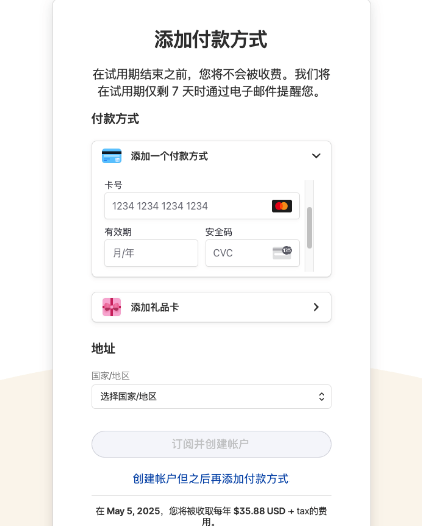 添加付款方式
在试用期结束之前，您将不会被收费。我们将
在试用期仅剩 7 天时通过电子邮件提醒您。
付款方式
添加一个付款方式
卡号
1234 1234 1234 1234
有效期
安全码
月/年
CVC
添加礼品卡
地址
国家/地区
选择国家/地区
订阅并创建帐户
创建帐户但之后再添加付款方式
在 May 5, 2025，您将被收取每年 $35.88 USD + tax的费
用。